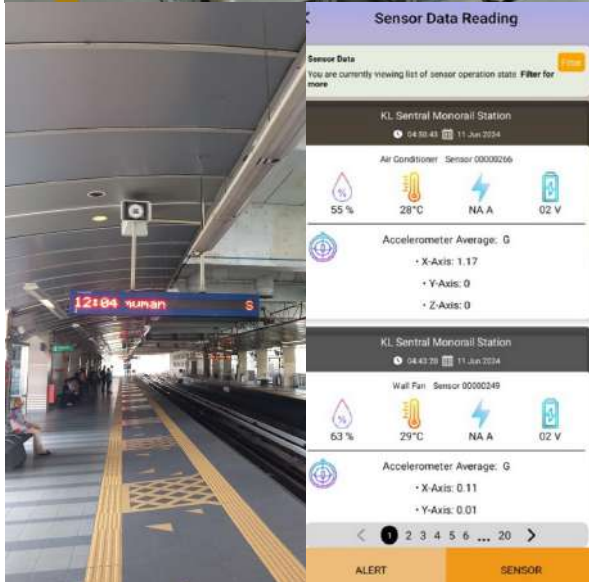 12:04 numan S
Sensor Data Reading
Sensor Data
Filter
You are currently viewing list of sensor operation state Filter for
more
KL Sentral Monorail Station
04:50:43 11 Jun 2024
Air Conditioner Sensor 00000266
55 % 28°C NA A 02 V
Accelerometer Average: G
• X-Axis: 1.17
• Y-Axis: 0
• Z-Axis: 0
KL Sentral Monorail Station
04:43:20 11 Jun 2024
Wall Fan Sensor 00000249
63 % 29°C NA A 02 V
Accelerometer Average: G
• X-Axis: 0.11
• Y-Axis: 0.01
< 1 2 3 4 5 6 ... 20 >
ALERT SENSOR